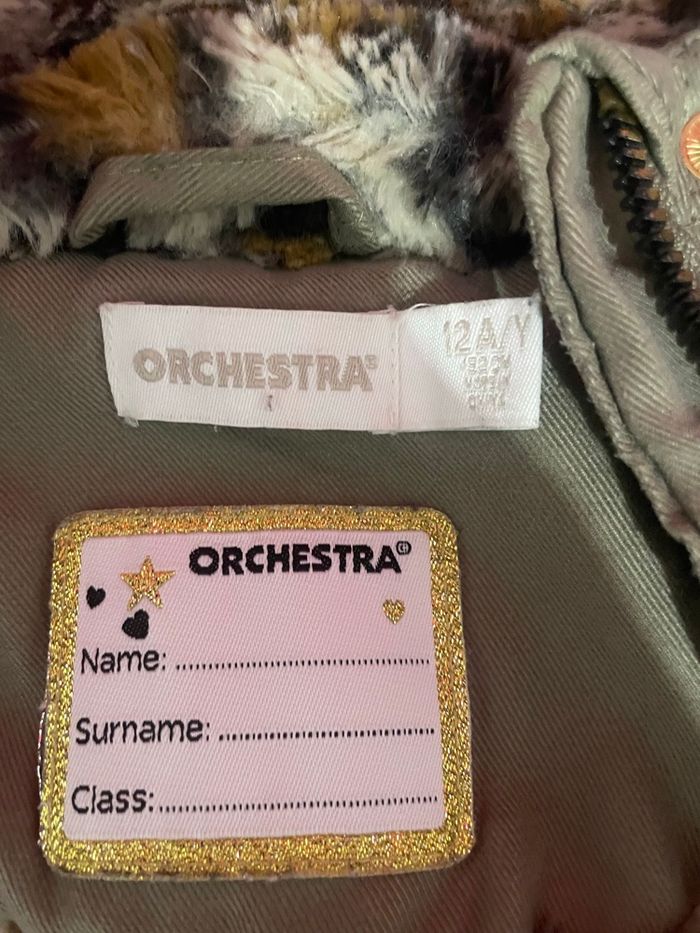 ORCHESTRA®
12A/Y
ORCHESTRA®
Name: ..........................................
Surname: ....................................
Class: ............................................